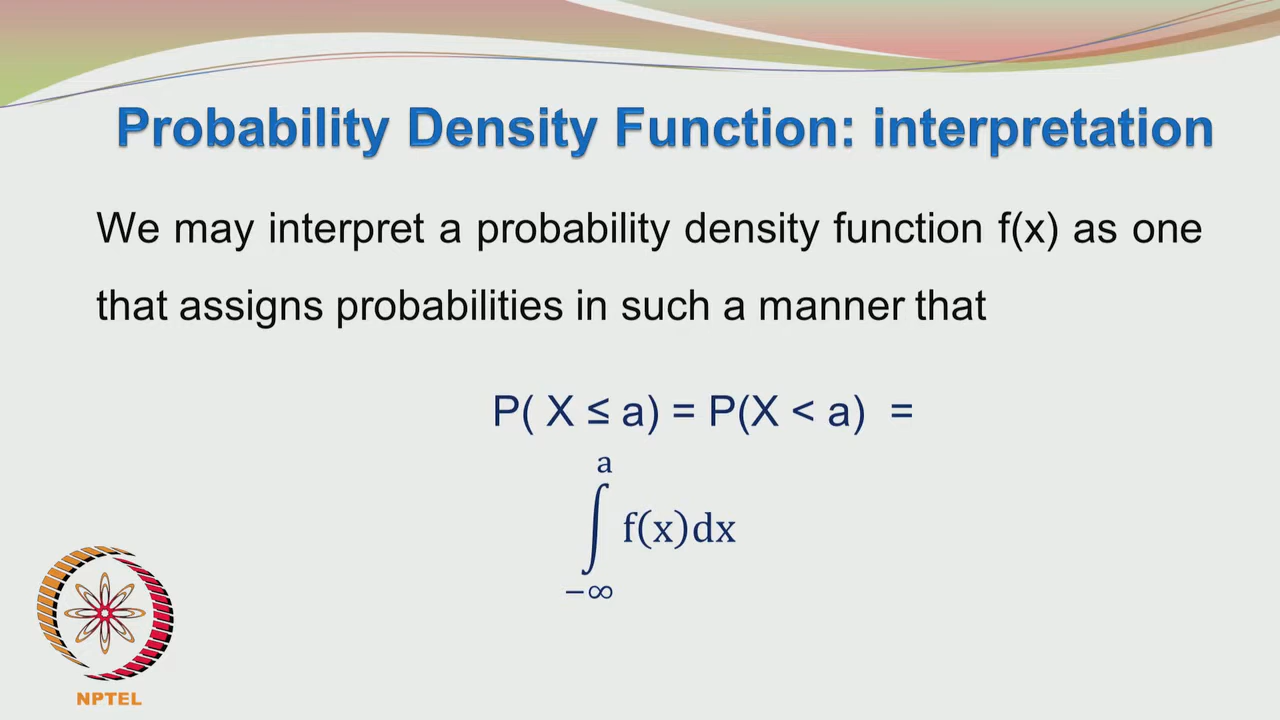 Probability Density Function: interpretation
We may interpret a probability density function f(x) as one
that assigns probabilities in such a manner that
P( X ≤ a) = P(X < a) =
a
∫ f(x)dx
−∞
NPTEL